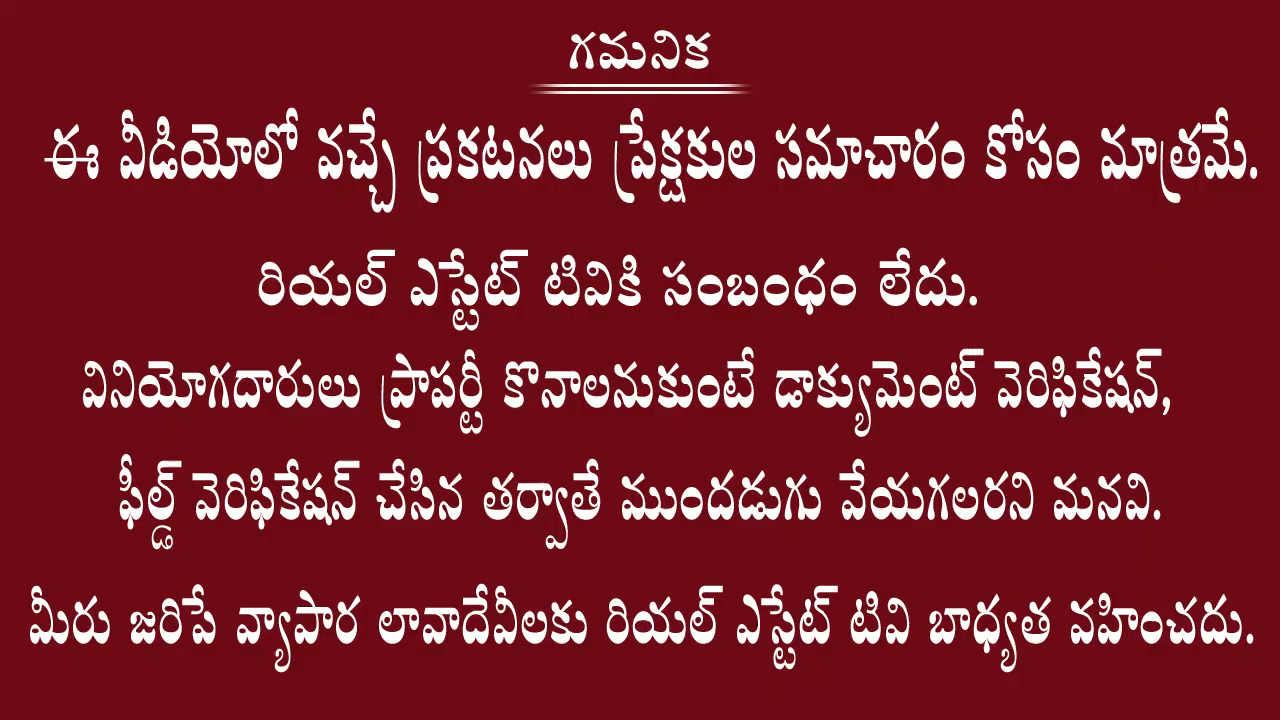 గమనిక
ఈ వీడియోలో వచ్చే ప్రకటనలు ప్రేక్షకుల సమాచారం కోసం మాత్రమే.
రియల్ ఎస్టేట్ టివికి సంబంధం లేదు.
వినియోగదారులు ప్రాపర్టీ కొనాలనుకుంటే డాక్యుమెంట్ వెరిఫికేషన్,
ఫీల్డ్ వెరిఫికేషన్ చేసిన తర్వాతే ముందడుగు వేయగలరని మనవి.
మీరు జరిపే వ్యాపార లావాదేవీలకు రియల్ ఎస్టేట్ టివి బాధ్యత వహించదు.